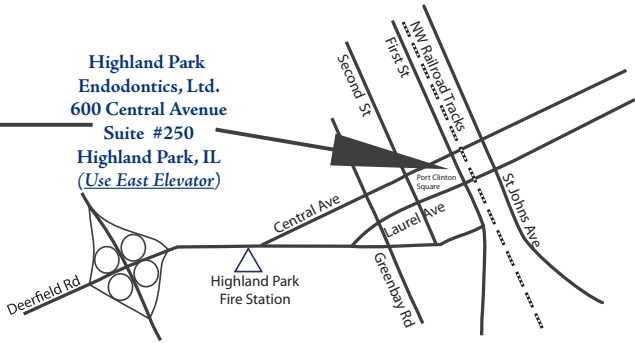 Highland Park
Endodontics, Ltd.
600 Central Avenue
Suite #250
Highland Park, IL
(Use East Elevator)
Second St
First St
NW Railroad Tracks
Port Clinton
Square
Central Ave
Laurel Ave
St Johns Ave
Greenbay Rd
Highland Park
Fire Station
Deerfield Rd